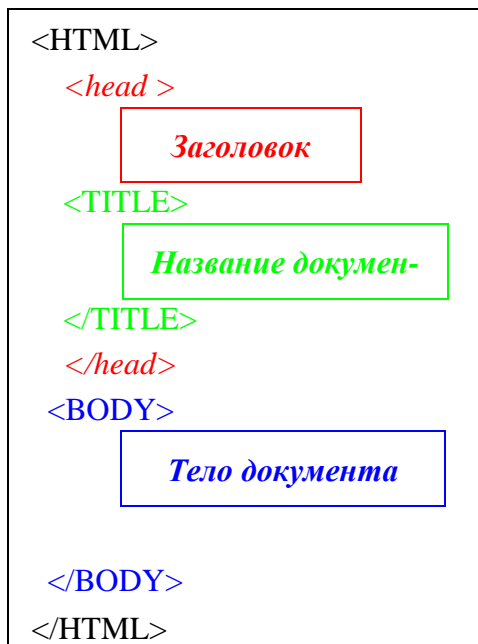 <HTML>
<head >
Заголовок
<TITLE>
Название докумен-
</TITLE>
</head>
<BODY>
Тело документа
</BODY>
</HTML>